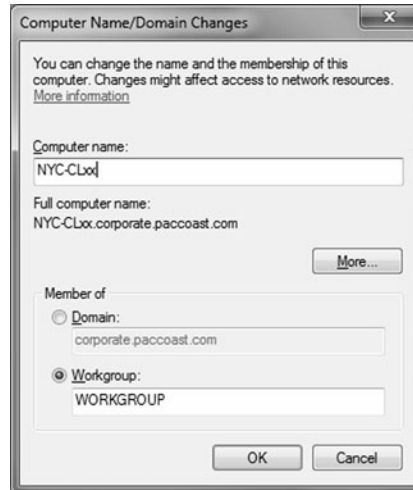 Computer Name/Domain Changes
You can change the name and the membership of this
computer. Changes might affect access to network resources.
More information
Computer name:
NYC-CLxx
Full computer name:
NYC-CLxx.corporate.paccoast.com
More...
Member of
Domain:
corporate.paccoast.com
Workgroup:
WORKGROUP
OK
Cancel